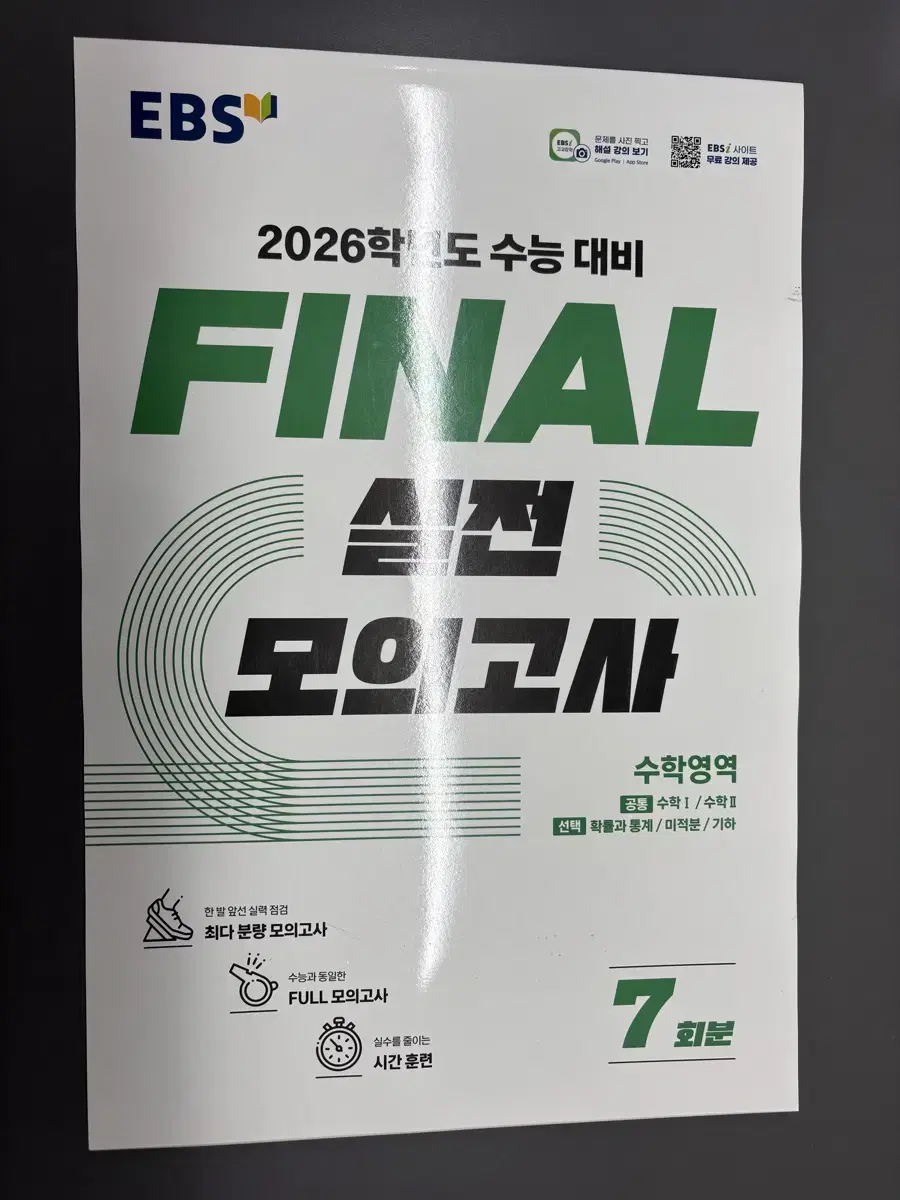 EBS
EBSi
고교강의
문제를 사진 찍고
해설 강의 보기
Google Play | App Store
EBSi 사이트
무료 강의 제공
2026학년도 수능 대비
FINAL
실전
모의고사
수학영역
공통 수학Ⅰ / 수학Ⅱ
선택 확률과 통계 / 미적분 / 기하
한 발 앞선 실력 점검
최다 분량 모의고사
수능과 동일한
FULL 모의고사
실수를 줄이는
시간 훈련
7 회분